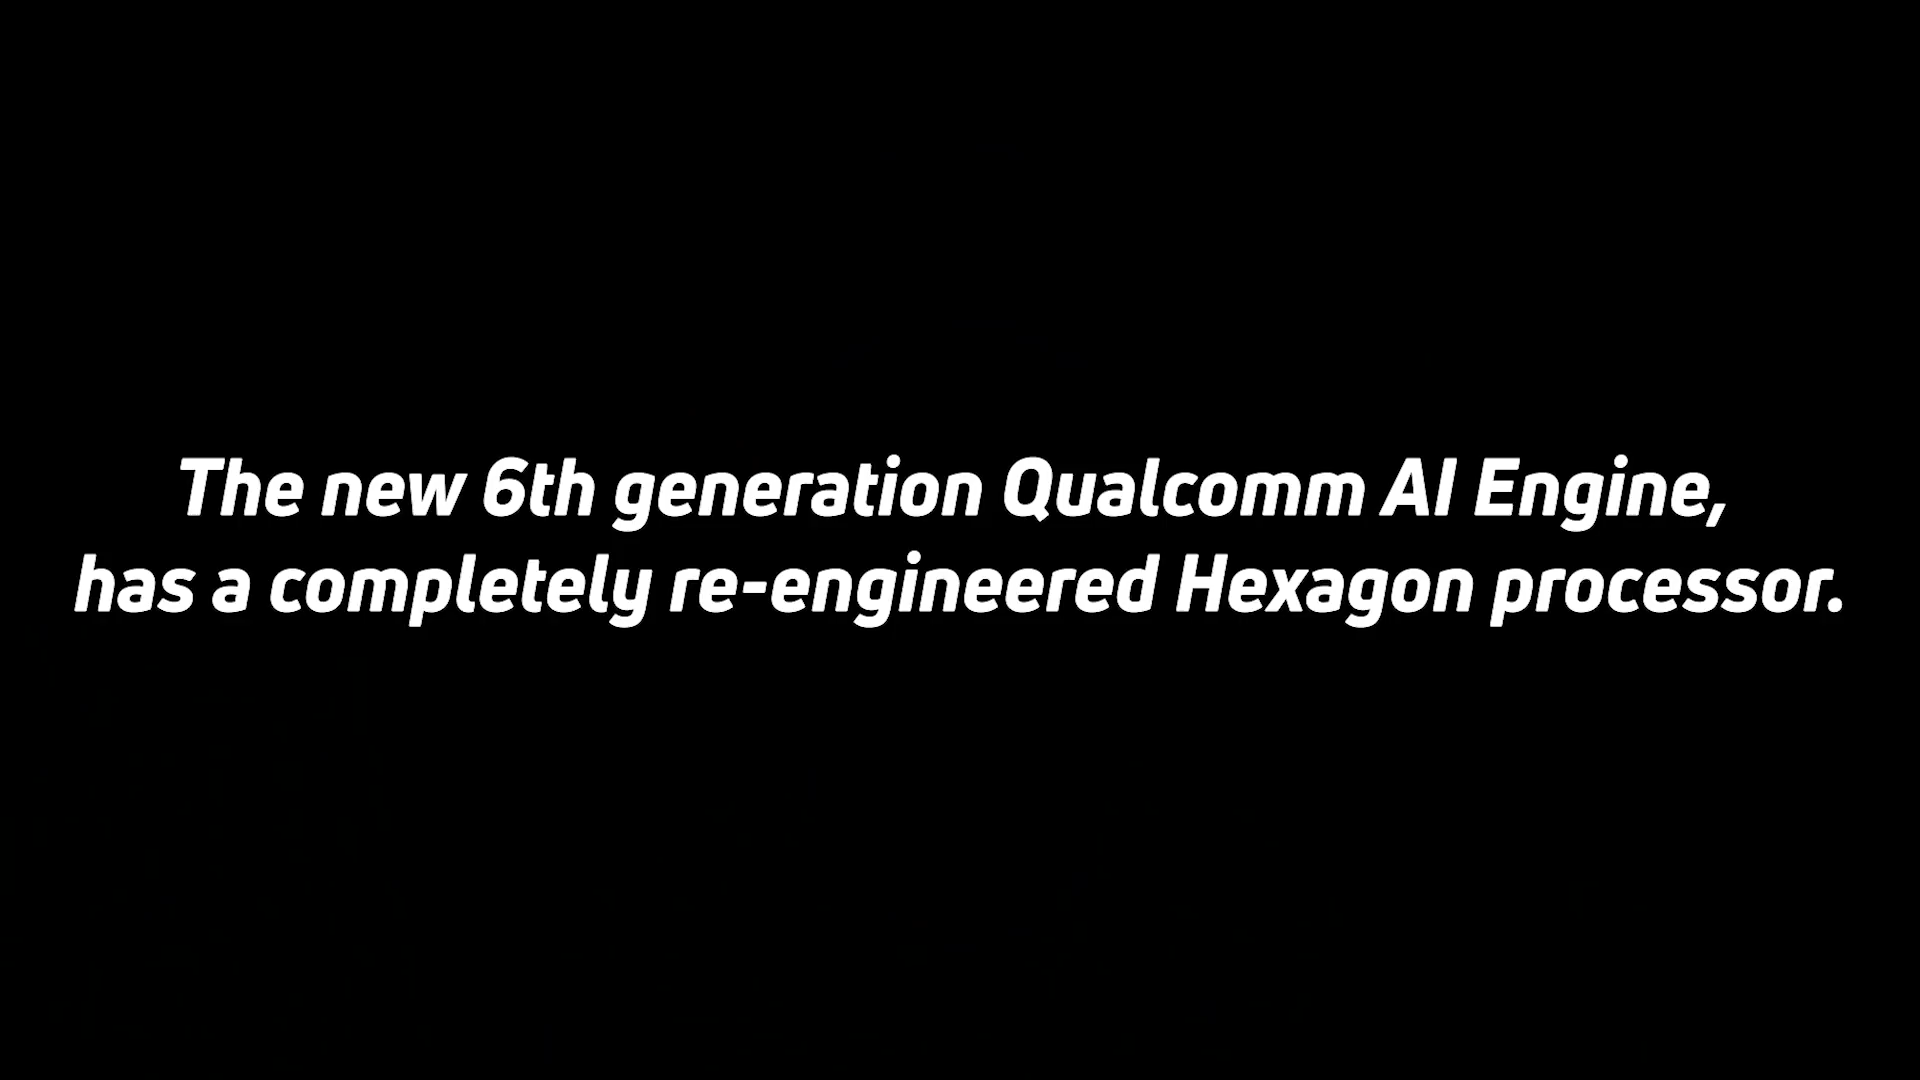 The new 6th generation Qualcomm AI Engine,
has a completely re-engineered Hexagon processor.